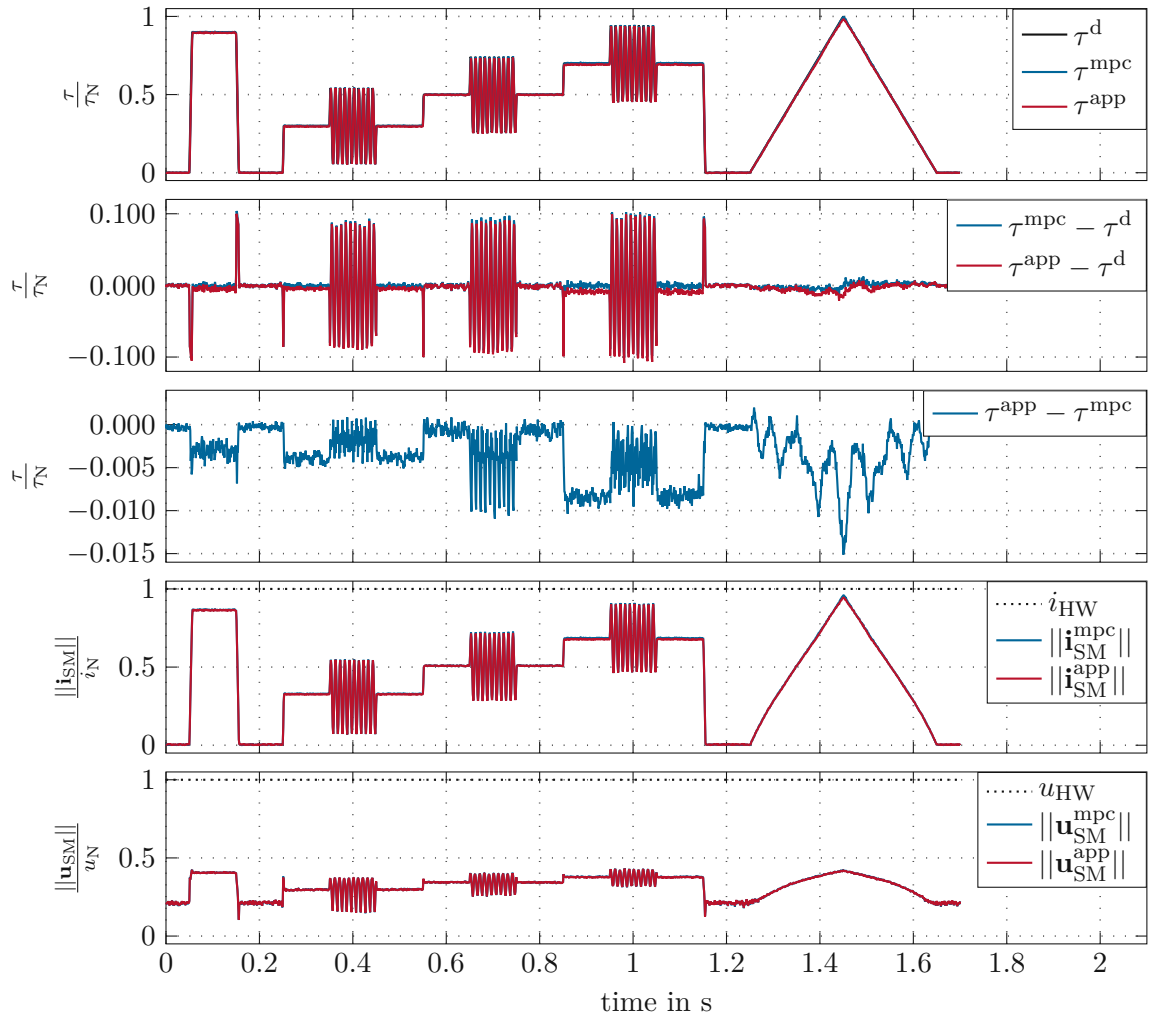 1
0.5
0
τ/τ_N
τ^d
τ^mpc
τ^app
0.100
0.000
−0.100
τ/τ_N
τ^mpc − τ^d
τ^app − τ^d
0.000
−0.005
−0.010
−0.015
τ/τ_N
τ^app − τ^mpc
1
0.5
0
||i_SM||/i_N
i_HW
||i_SM^mpc||
||i_SM^app||
1
0.5
0
||u_SM||/u_N
u_HW
||u_SM^mpc||
||u_SM^app||
0 0.2 0.4 0.6 0.8 1 1.2 1.4 1.6 1.8 2
time in s